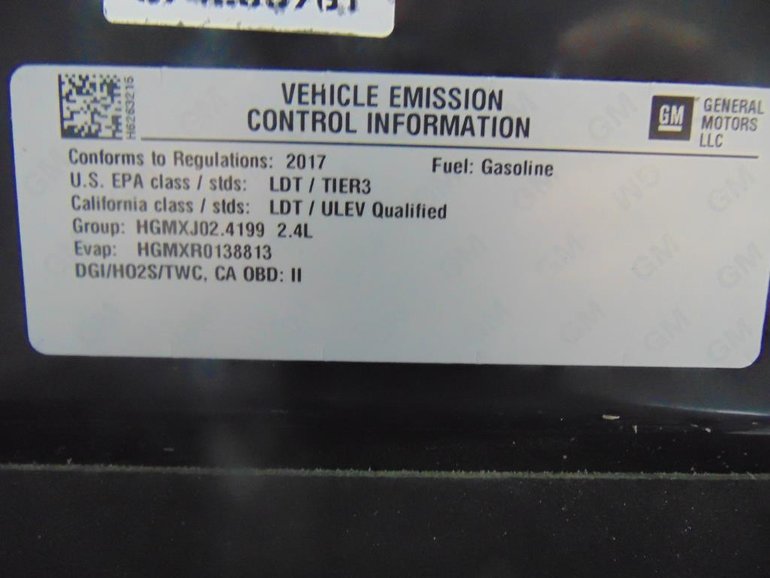 VEHICLE EMISSION
CONTROL INFORMATION
H6263215
GM
GENERAL
MOTORS
LLC
Conforms to Regulations: 2017
Fuel: Gasoline
U.S. EPA class / stds: LDT / TIER3
California class / stds: LDT / ULEV Qualified
Group: HGMXJ02.4199 2.4L
Evap: HGMXR0138813
DGI/HO2S/TWC, CA OBD: II